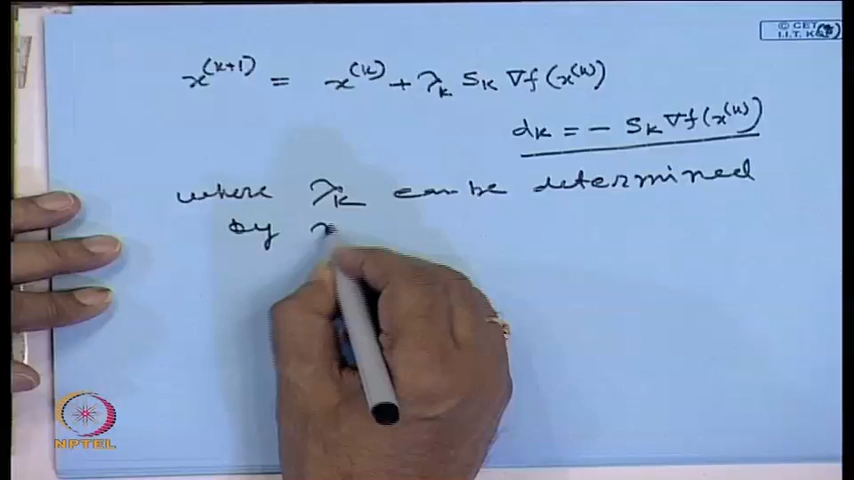 © CET
I.I.T. KGP
x^(k+1) = x^(k) + λ_k S_k ∇f(x^(k))
d_k = - S_k ∇f(x^(k))
where λ_k can be determined
by
NPTEL